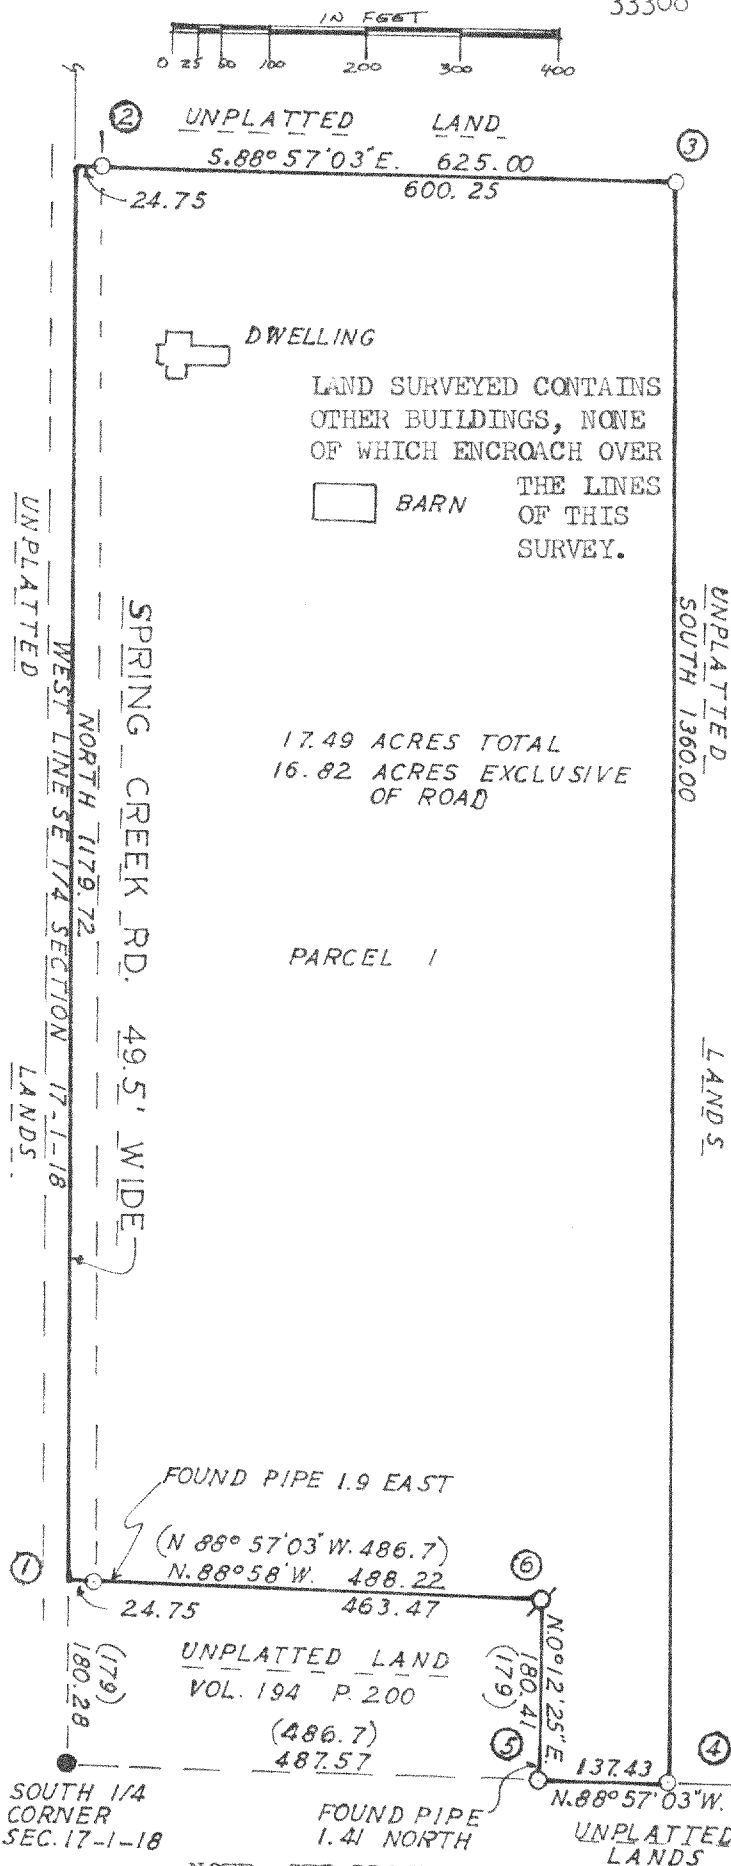 33308
IN FEET
0 25 50 100 200 300 400
② UNPLATTED LAND ③
S.88° 57'03"E. 625.00
600.25
24.75
DWELLING
LAND SURVEYED CONTAINS
OTHER BUILDINGS, NONE
OF WHICH ENCROACH OVER
THE LINES
OF THIS
SURVEY.
BARN
UNPLATTED
LANDS
WEST LINE SE 1/4 SECTION 17-1-18
NORTH 1179.72
SPRING CREEK RD. 49.5' WIDE
17.49 ACRES TOTAL
16.82 ACRES EXCLUSIVE
OF ROAD
PARCEL 1
SOUTH 1360.00
UNPLATTED
LANDS
FOUND PIPE 1.9 EAST
(N 88° 57'03"W. 486.7)
N.88°58'W. 488.22
463.47
① ⑥
24.75
(179)
180.28
UNPLATTED LAND
VOL. 194 P. 200
(486.7)
487.57
N.0°12'25"E.
180.41
(179)
⑤ ④
137.43
N.88°57'03"W.
SOUTH 1/4
CORNER
SEC. 17-1-18
FOUND PIPE
1.41 NORTH
UNPLATTED
LANDS